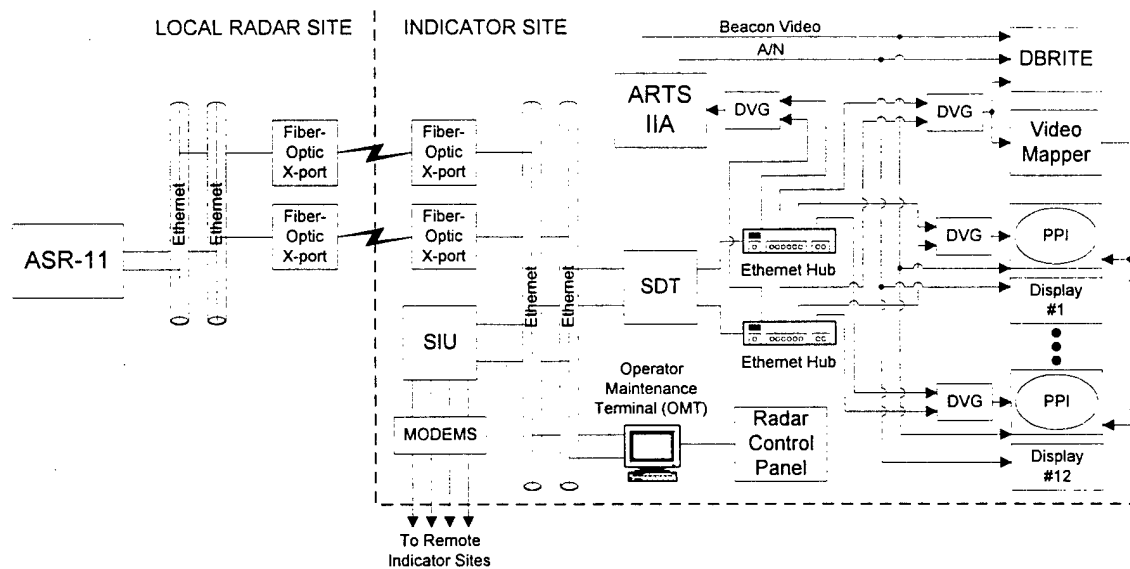 LOCAL RADAR SITE
INDICATOR SITE
Beacon Video
A/N
DBRITE
ARTS
IIA
DVG
DVG
Video
Mapper
Fiber-
Optic
X-port
Fiber-
Optic
X-port
Ethernet
Ethernet
Fiber-
Optic
X-port
Fiber-
Optic
X-port
ASR-11
DVG
PPI
Ethernet Hub
Ethernet
Ethernet
SDT
Display
#1
SIU
Ethernet Hub
Operator
Maintenance
Terminal (OMT)
DVG
PPI
MODEMS
Radar
Control
Panel
Display
#12
To Remote
Indicator Sites